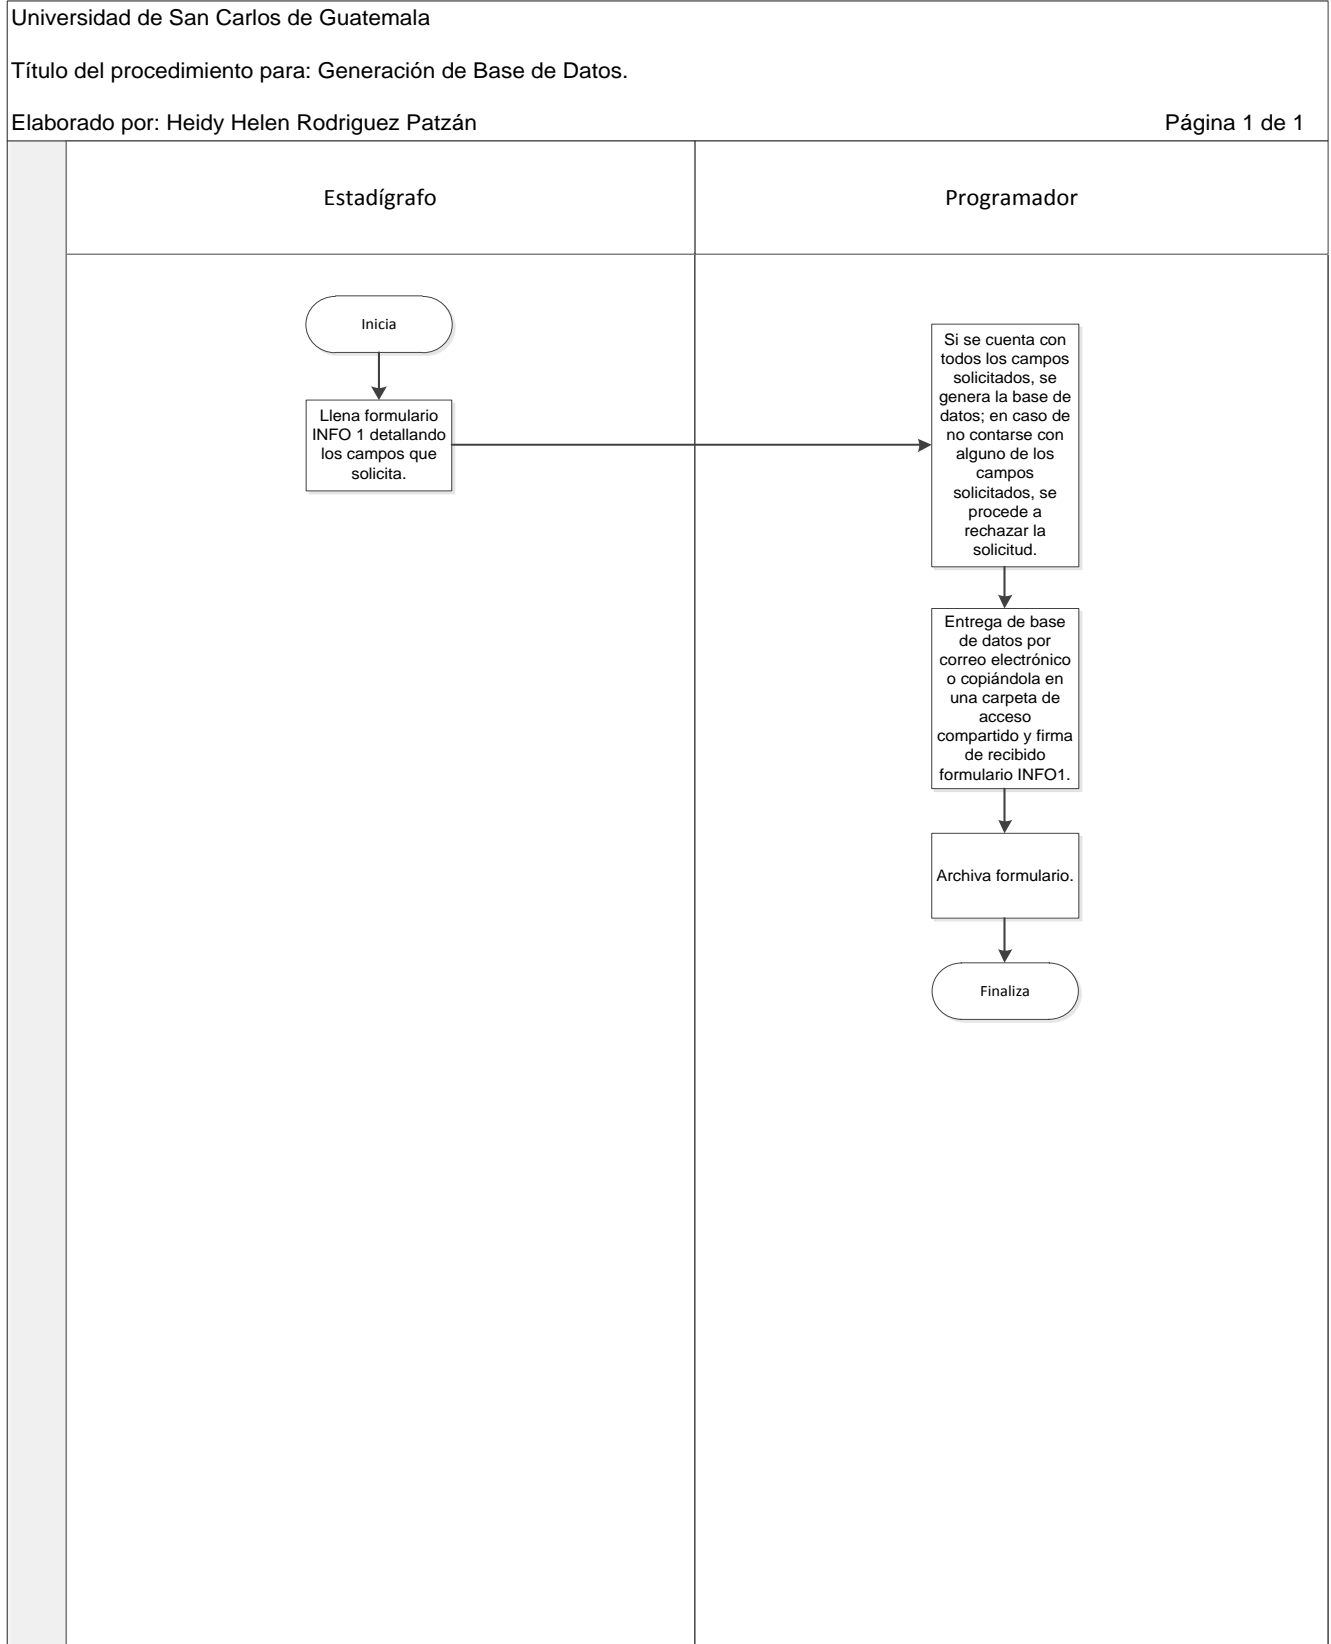 Universidad de San Carlos de Guatemala
Título del procedimiento para: Generación de Base de Datos.
Elaborado por: Heidy Helen Rodriguez Patzán
Página 1 de 1
Estadígrafo
Programador
Inicia
Llena formulario
INFO 1 detallando
los campos que
solicita.
Si se cuenta con
todos los campos
solicitados, se
genera la base de
datos; en caso de
no contarse con
alguno de los
campos
solicitados, se
procede a
rechazar la
solicitud.
Entrega de base
de datos por
correo electrónico
o copiándola en
una carpeta de
acceso
compartido y firma
de recibido
formulario INFO1.
Archiva formulario.
Finaliza